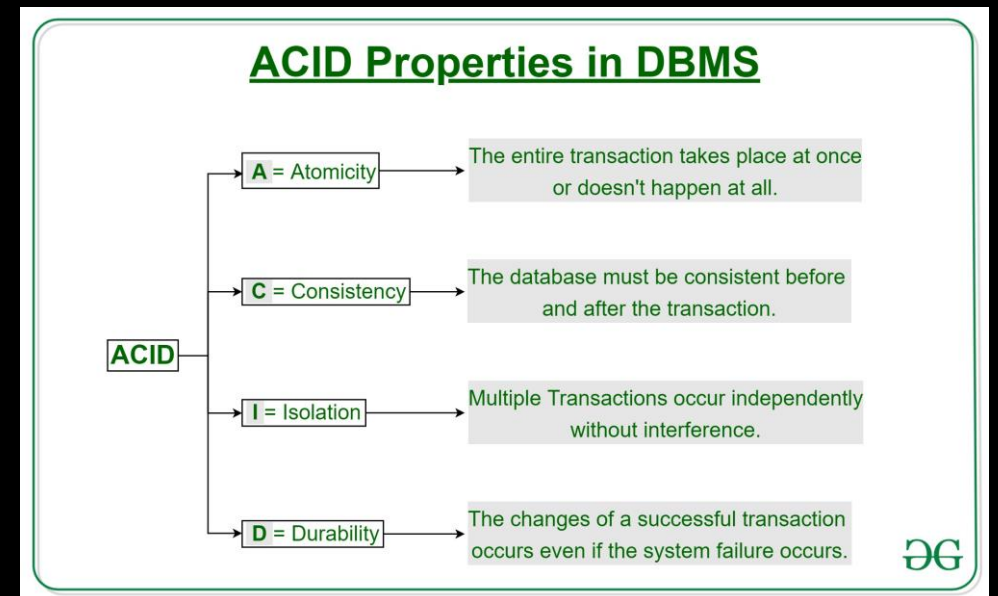 ACID Properties in DBMS
A = Atomicity
The entire transaction takes place at once
or doesn't happen at all.
C = Consistency
The database must be consistent before
and after the transaction.
ACID
I = Isolation
Multiple Transactions occur independently
without interference.
D = Durability
The changes of a successful transaction
occurs even if the system failure occurs.